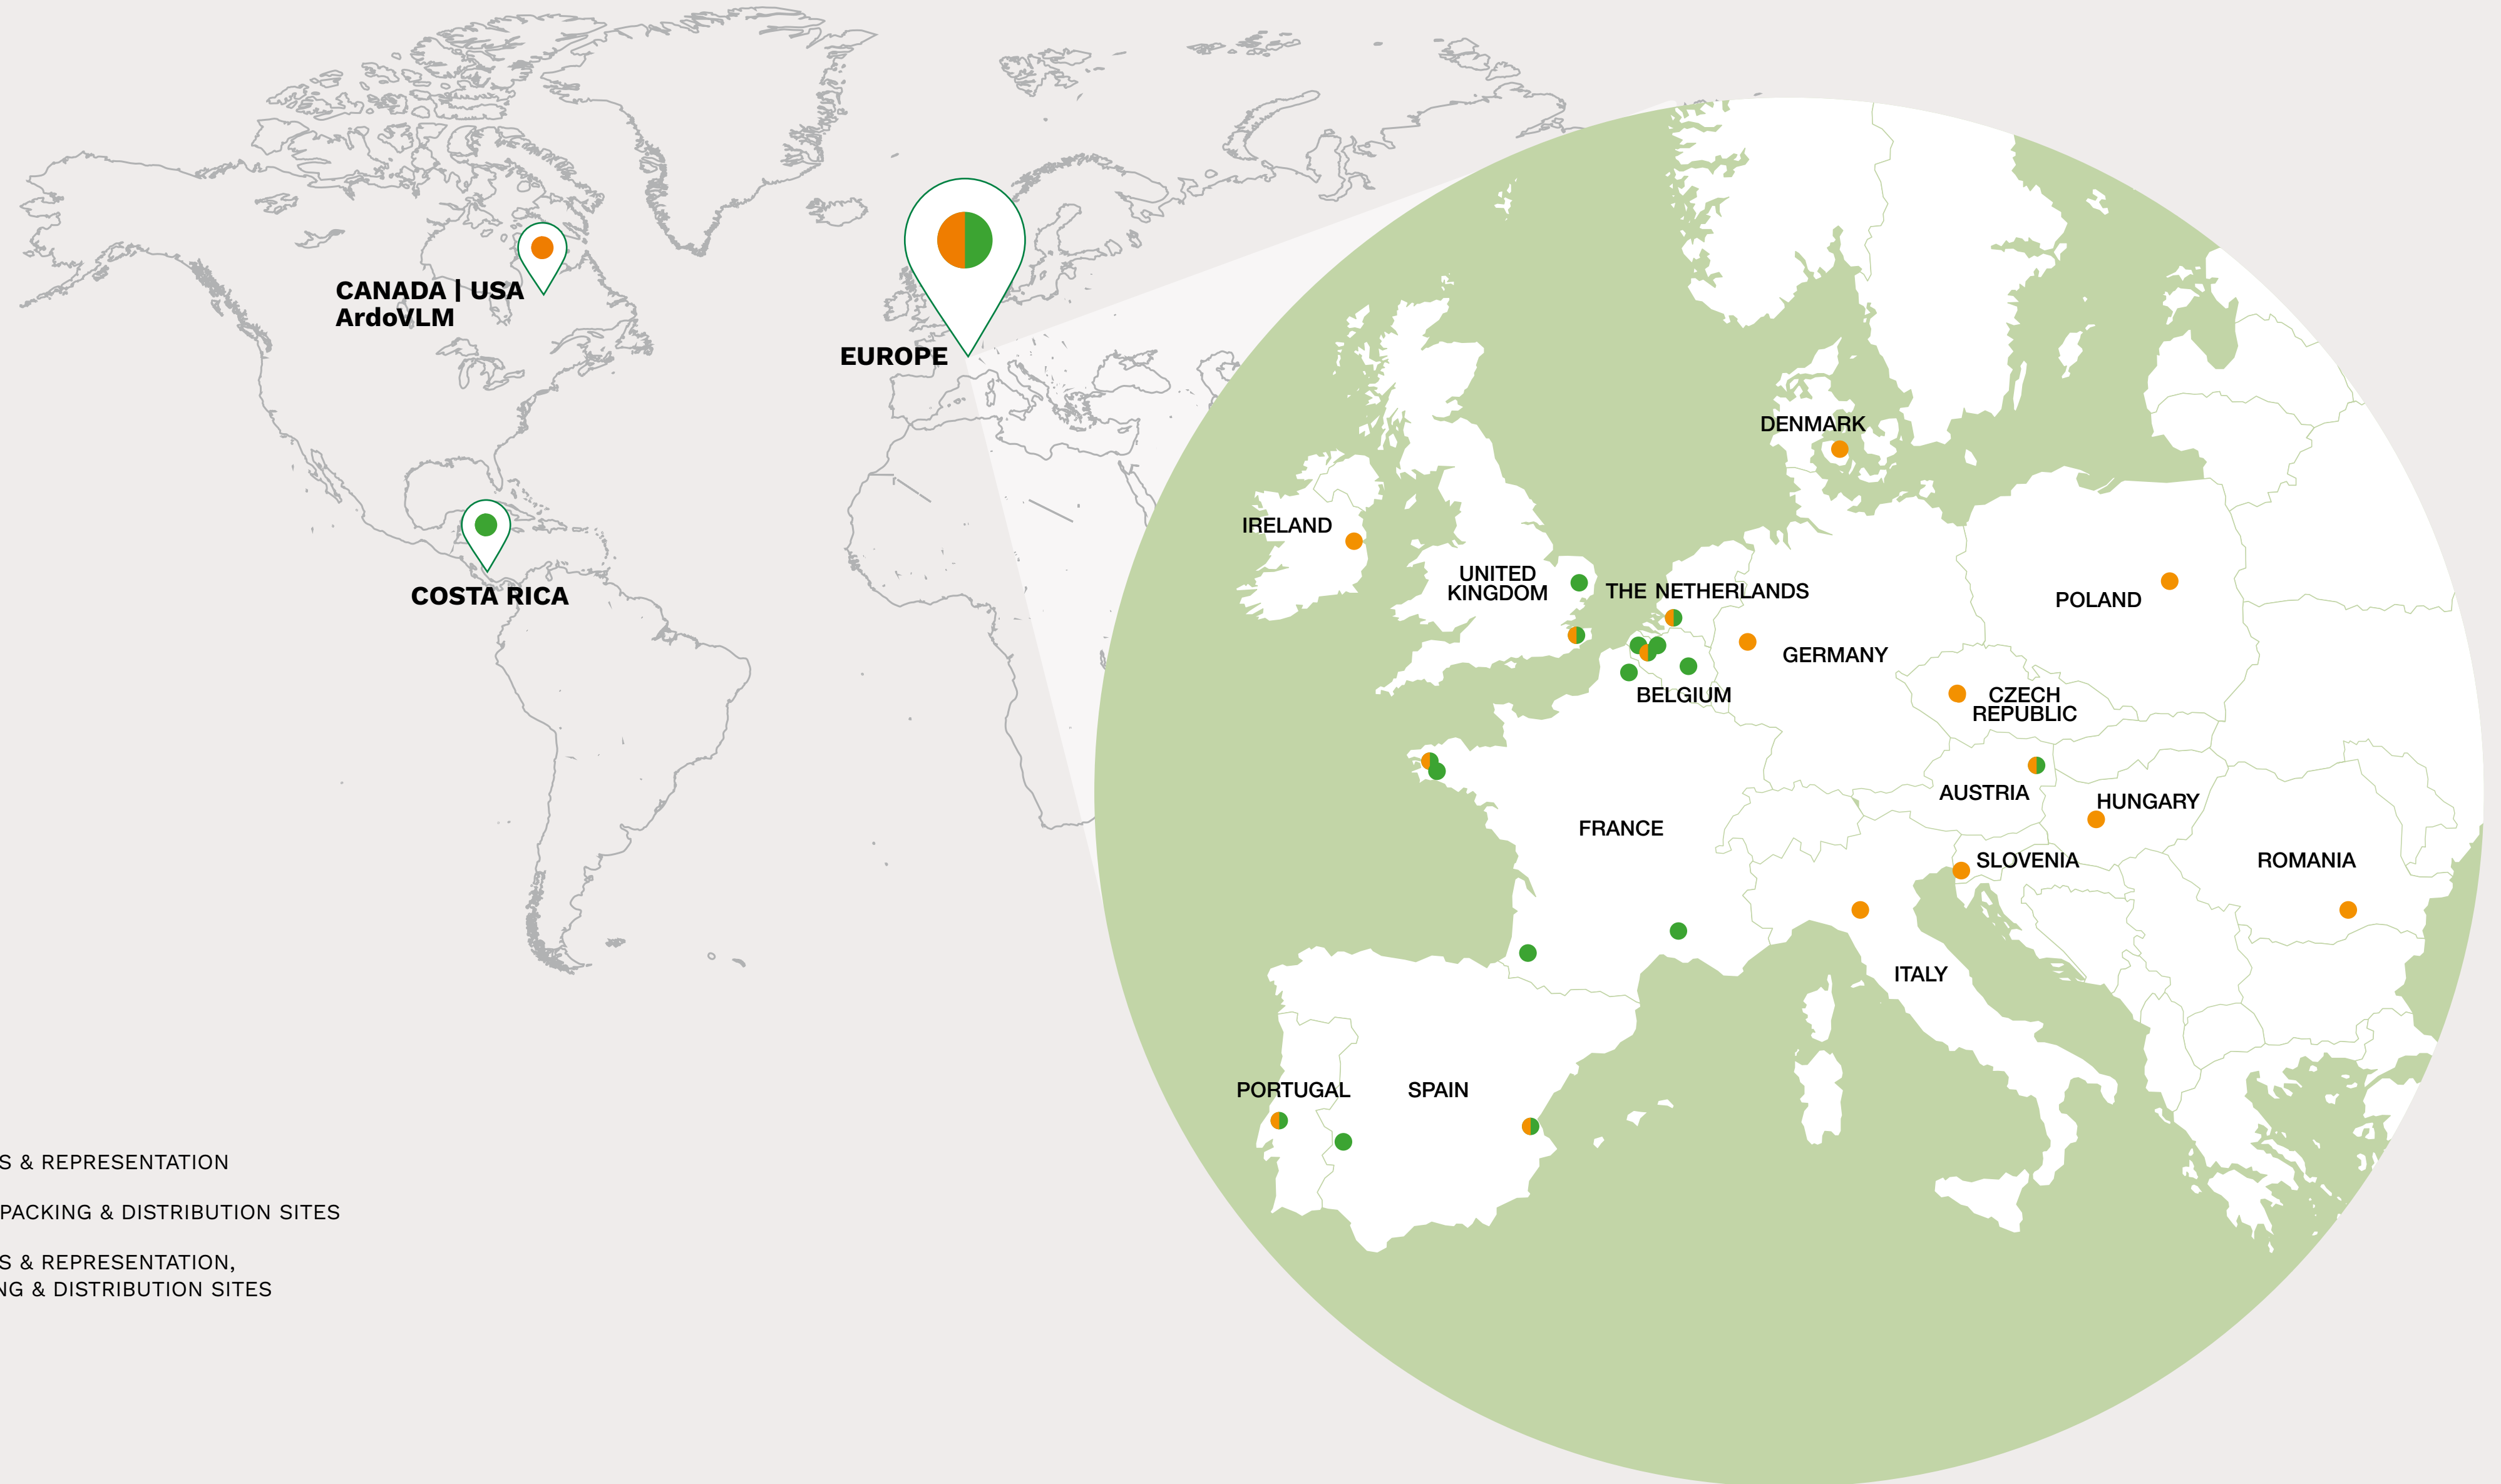 CANADA | USA
ArdoVLM
EUROPE
COSTA RICA
DENMARK
IRELAND
UNITED
KINGDOM
THE NETHERLANDS
POLAND
GERMANY
BELGIUM
CZECH
REPUBLIC
AUSTRIA
HUNGARY
FRANCE
SLOVENIA
ROMANIA
ITALY
PORTUGAL
SPAIN
S & REPRESENTATION
PACKING & DISTRIBUTION SITES
S & REPRESENTATION,
NG & DISTRIBUTION SITES